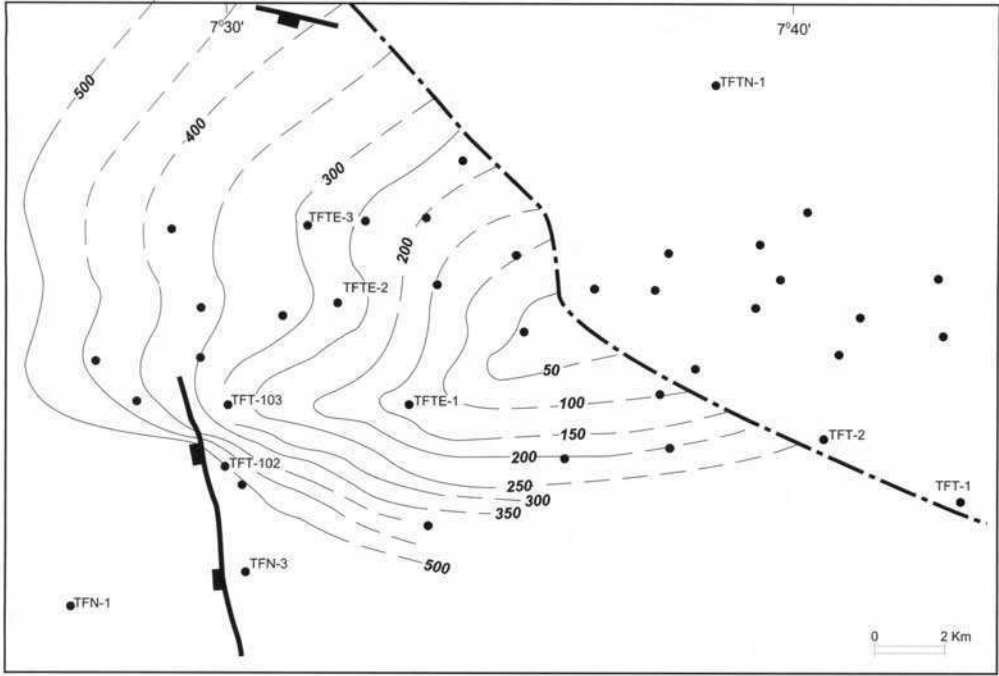 7°30'
7°40'
500
TFTN-1
400
300
TFTE-3
200
TFTE-2
50
TFT-103
TFTE-1
100
150
TFT-2
200
TFT-102
250
TFT-1
300
350
500
TFN-3
TFN-1
0 2 Km